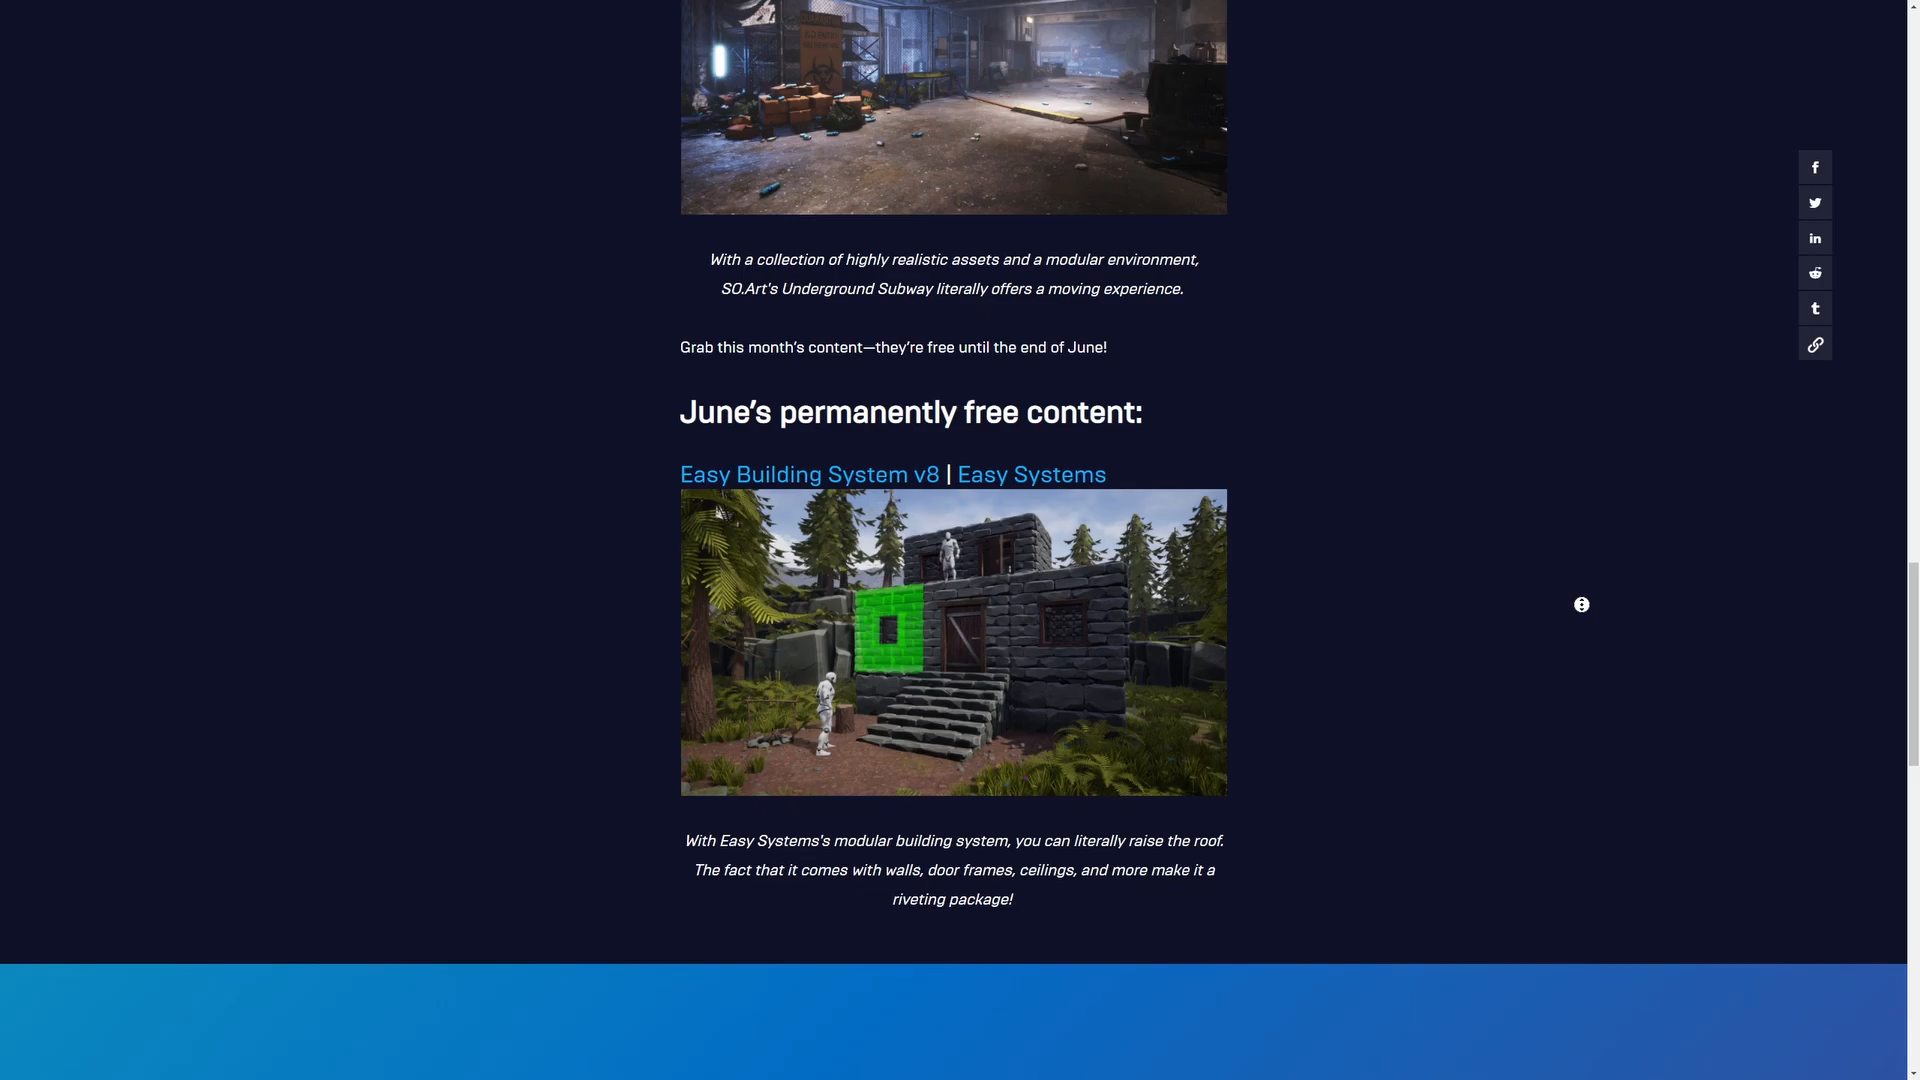 With a collection of highly realistic assets and a modular environment,
SO.Art's Underground Subway literally offers a moving experience.
Grab this month’s content—they’re free until the end of June!
June’s permanently free content:
Easy Building System v8 | Easy Systems
With Easy Systems's modular building system, you can literally raise the roof.
The fact that it comes with walls, door frames, ceilings, and more make it a
riveting package!